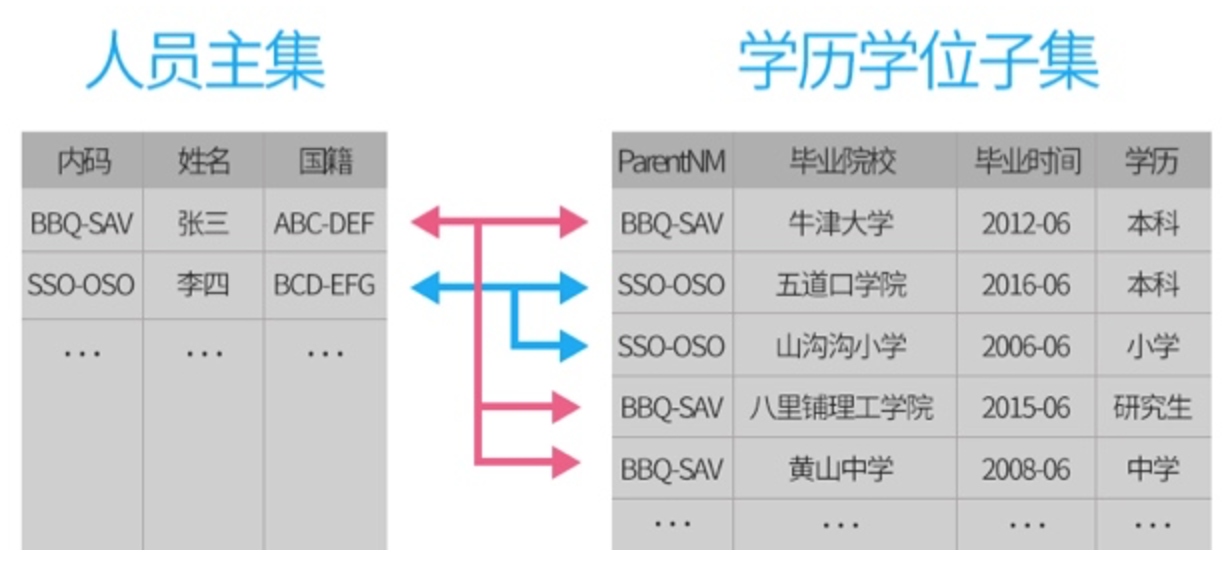 人员主集
学历学位子集
内码 姓名 国籍
BBQ-SAV 张三 ABC-DEF
SSO-OSO 李四 BCD-EFG
... ... ...
ParentNM 毕业院校 毕业时间 学历
BBQ-SAV 牛津大学 2012-06 本科
SSO-OSO 五道口学院 2016-06 本科
SSO-OSO 山沟沟小学 2006-06 小学
BBQ-SAV 八里铺理工学院 2015-06 研究生
BBQ-SAV 黄山中学 2008-06 中学
... ... ... ...